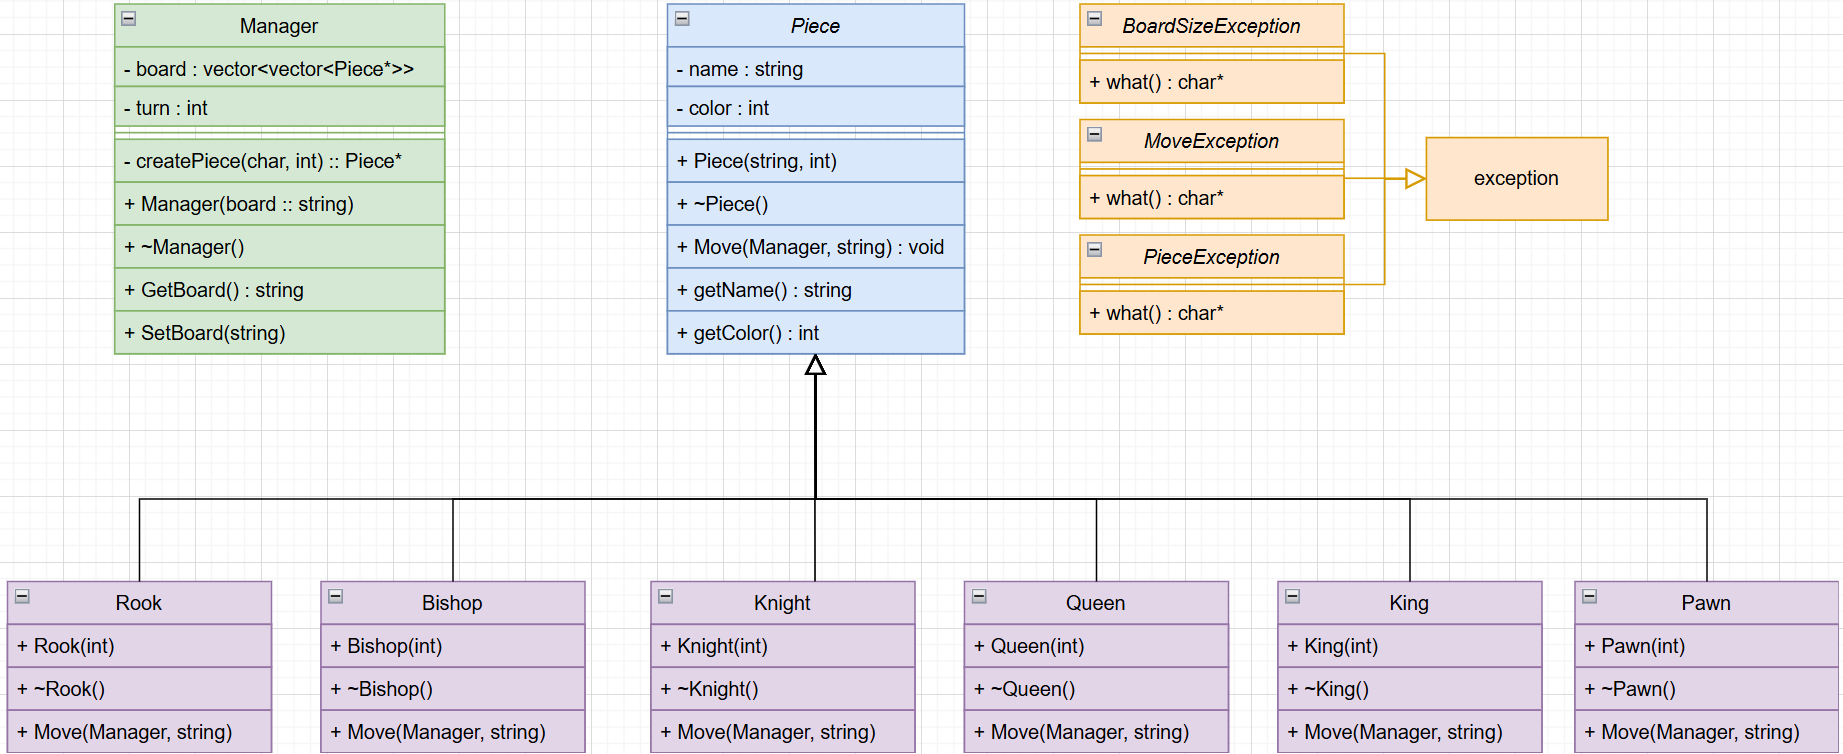 Manager
- board : vector<vector<Piece*>>
- turn : int
- createPiece(char, int) :: Piece*
+ Manager(board :: string)
+ ~Manager()
+ GetBoard() : string
+ SetBoard(string)
Piece
- name : string
- color : int
+ Piece(string, int)
+ ~Piece()
+ Move(Manager, string) : void
+ getName() : string
+ getColor() : int
BoardSizeException
+ what() : char*
MoveException
+ what() : char*
PieceException
+ what() : char*
exception
Rook
+ Rook(int)
+ ~Rook()
+ Move(Manager, string)
Bishop
+ Bishop(int)
+ ~Bishop()
+ Move(Manager, string)
Knight
+ Knight(int)
+ ~Knight()
+ Move(Manager, string)
Queen
+ Queen(int)
+ ~Queen()
+ Move(Manager, string)
King
+ King(int)
+ ~King()
+ Move(Manager, string)
Pawn
+ Pawn(int)
+ ~Pawn()
+ Move(Manager, string)